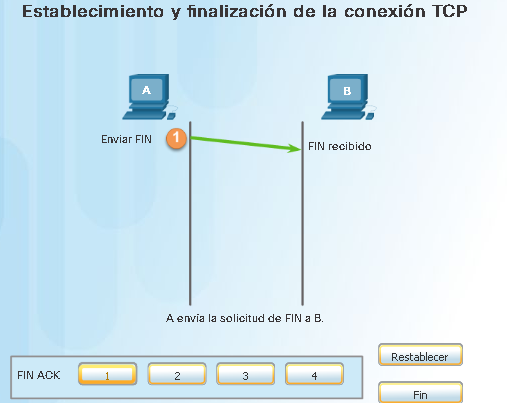 Establecimiento y finalización de la conexión TCP
A
B
Enviar FIN
1
FIN recibido
A envía la solicitud de FIN a B.
Restablecer
FIN ACK
1
2
3
4
Fin